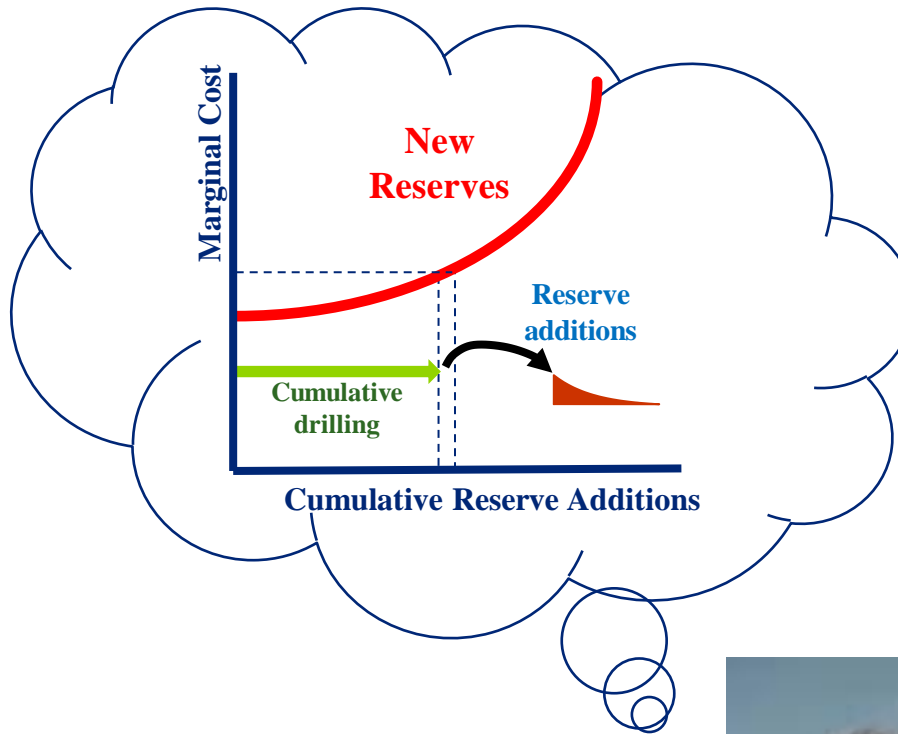 Marginal Cost
New
Reserves
Reserve
additions
Cumulative
drilling
Cumulative Reserve Additions